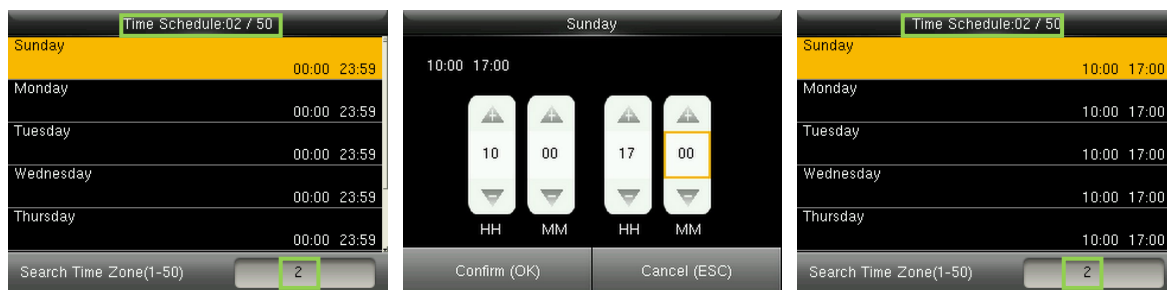 Time Schedule:02 / 50
Sunday
00:00 23:59
Monday
00:00 23:59
Tuesday
00:00 23:59
Wednesday
00:00 23:59
Thursday
00:00 23:59
Search Time Zone(1-50) 2
Sunday
10:00 17:00
10 00 17 00
HH MM HH MM
Confirm (OK) Cancel (ESC)
Time Schedule:02 / 50
Sunday
10:00 17:00
Monday
10:00 17:00
Tuesday
10:00 17:00
Wednesday
10:00 17:00
Thursday
10:00 17:00
Search Time Zone(1-50) 2